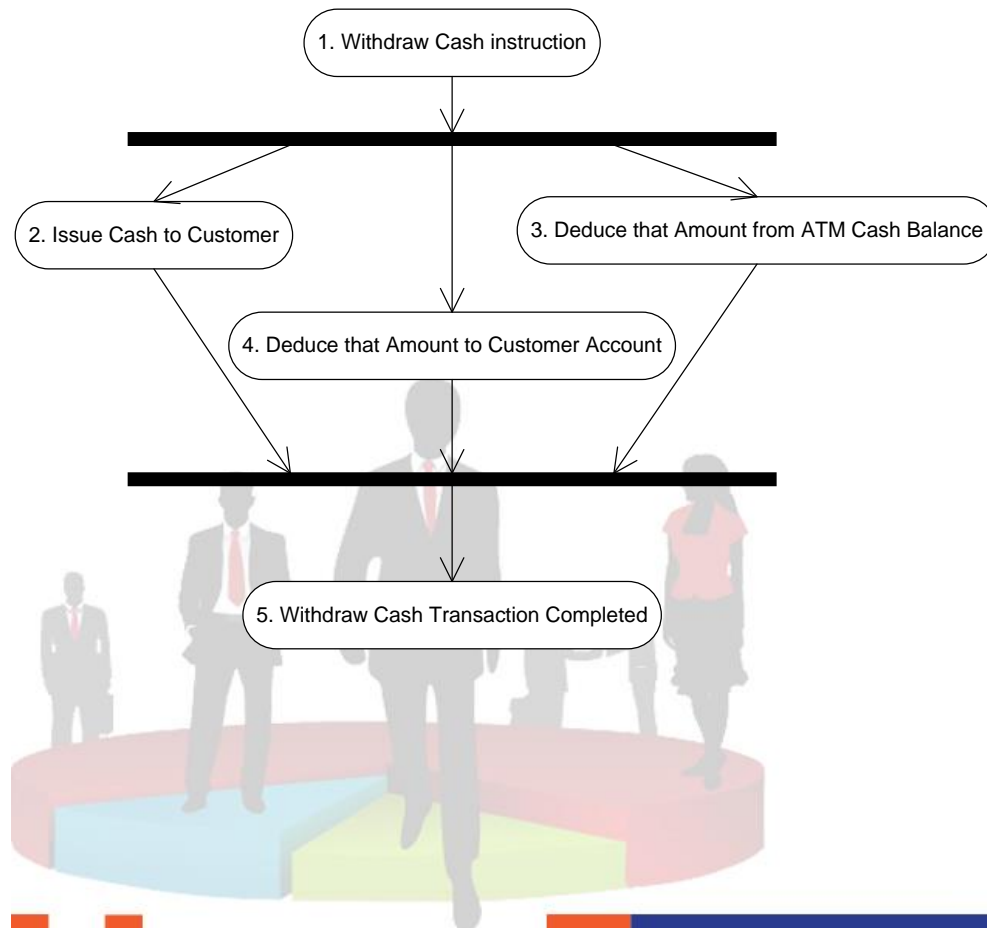 1. Withdraw Cash instruction
2. Issue Cash to Customer
3. Deduce that Amount from ATM Cash Balance
4. Deduce that Amount to Customer Account
5. Withdraw Cash Transaction Completed